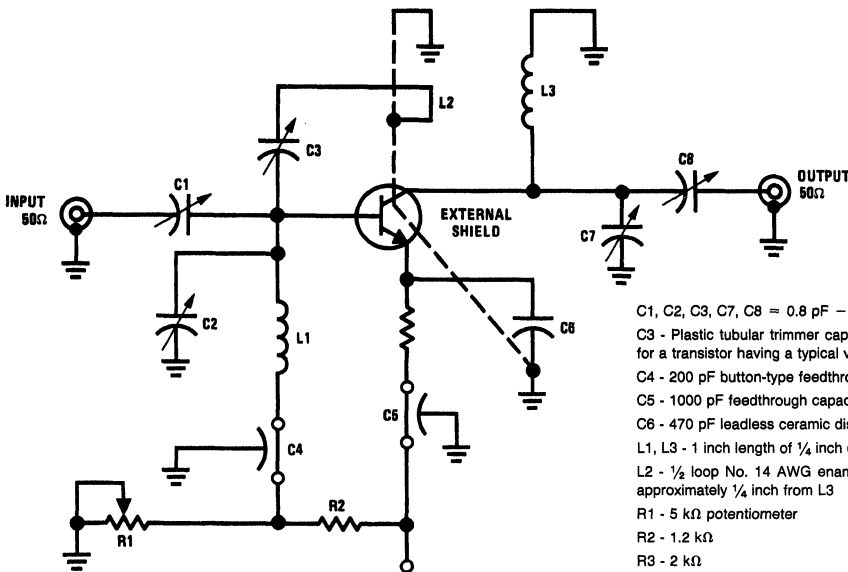 L2
L3
C3
C8
C1
INPUT
50Ω
OUTPUT
50Ω
EXTERNAL
SHIELD
C7
C2
L1
C6
C5
C4
R2
R1
C1, C2, C3, C7, C8 = 0.8 pF −
C3 - Plastic tubular trimmer cap
for a transistor having a typical v
C4 - 200 pF button-type feedthro
C5 - 1000 pF feedthrough capac
C6 - 470 pF leadless ceramic dis
L1, L3 - 1 inch length of ¼ inch
L2 - ½ loop No. 14 AWG enan
approximately ¼ inch from L3
R1 - 5 kΩ potentiometer
R2 - 1.2 kΩ
R3 - 2 kΩ